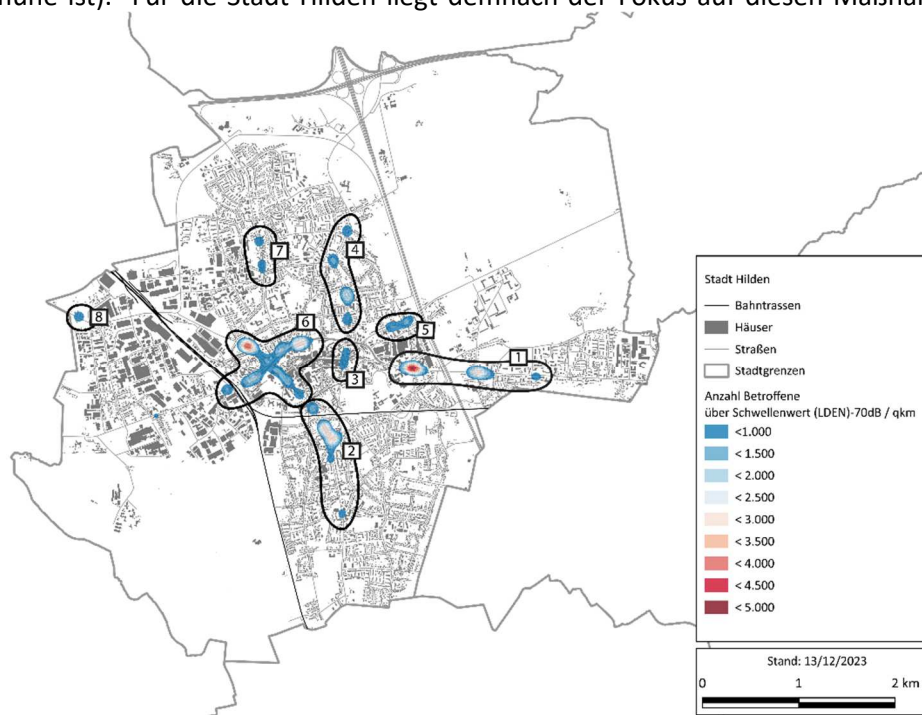 ist). Für die Stadt Hilden liegt demnach der Fokus auf diesen
7
4
8
6
5
3
1
2
Stadt Hilden
Bahntrassen
Häuser
Straßen
Stadtgrenzen
Anzahl Betroffene
über Schwellenwert (LDEN)-70dB / qkm
<1.000
< 1.500
< 2.000
< 2.500
< 3.000
< 3.500
< 4.000
< 4.500
< 5.000
Stand: 13/12/2023
0 1 2 km